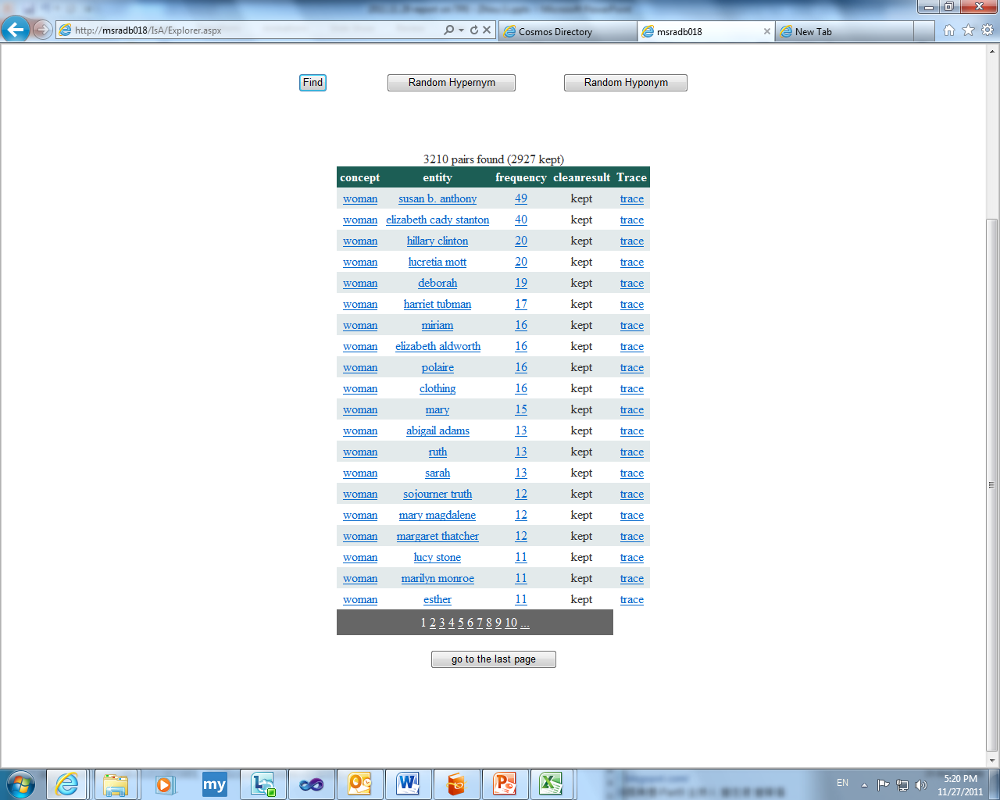 http://msradb018/IsA/Explorer.aspx
Cosmos Directory
msradb018
New Tab
Find
Random Hypernym
Random Hyponym
3210 pairs found (2927 kept)
concept entity frequency cleanresult Trace
woman susan b. anthony 49 kept trace
woman elizabeth cady stanton 40 kept trace
woman hillary clinton 20 kept trace
woman lucretia mott 20 kept trace
woman deborah 19 kept trace
woman harriet tubman 17 kept trace
woman miriam 16 kept trace
woman elizabeth aldworth 16 kept trace
woman polaire 16 kept trace
woman clothing 16 kept trace
woman mary 15 kept trace
woman abigail adams 13 kept trace
woman ruth 13 kept trace
woman sarah 13 kept trace
woman sojourner truth 12 kept trace
woman mary magdalene 12 kept trace
woman margaret thatcher 12 kept trace
woman lucy stone 11 kept trace
woman marilyn monroe 11 kept trace
woman esther 11 kept trace
1 2 3 4 5 6 7 8 9 10 ...
go to the last page
my
EN
5:20 PM
11/27/2011